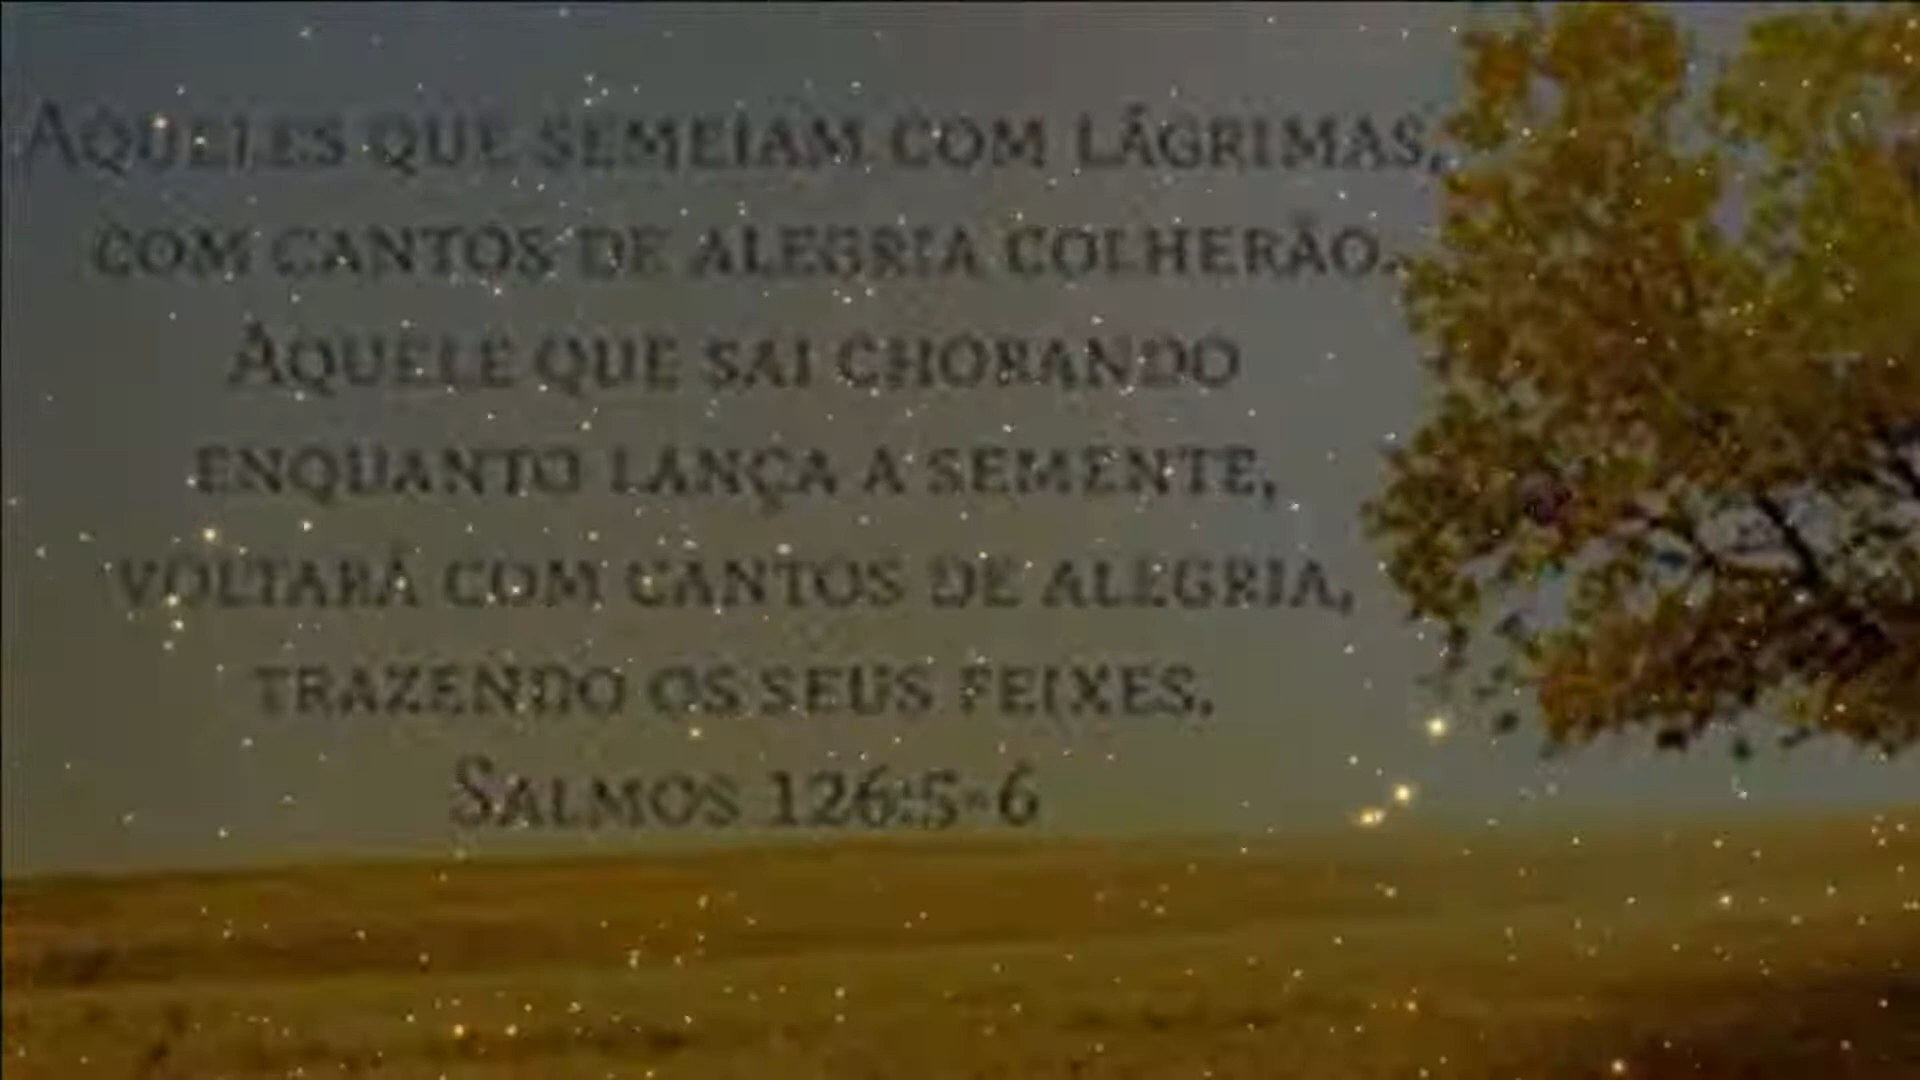 Aqueles que semeiam com lágrimas,
com cantos de alegria colherão.
Aquele que sai chorando
enquanto lança a semente,
voltará com cantos de alegria,
trazendo os seus feixes.
Salmos 126:5-6